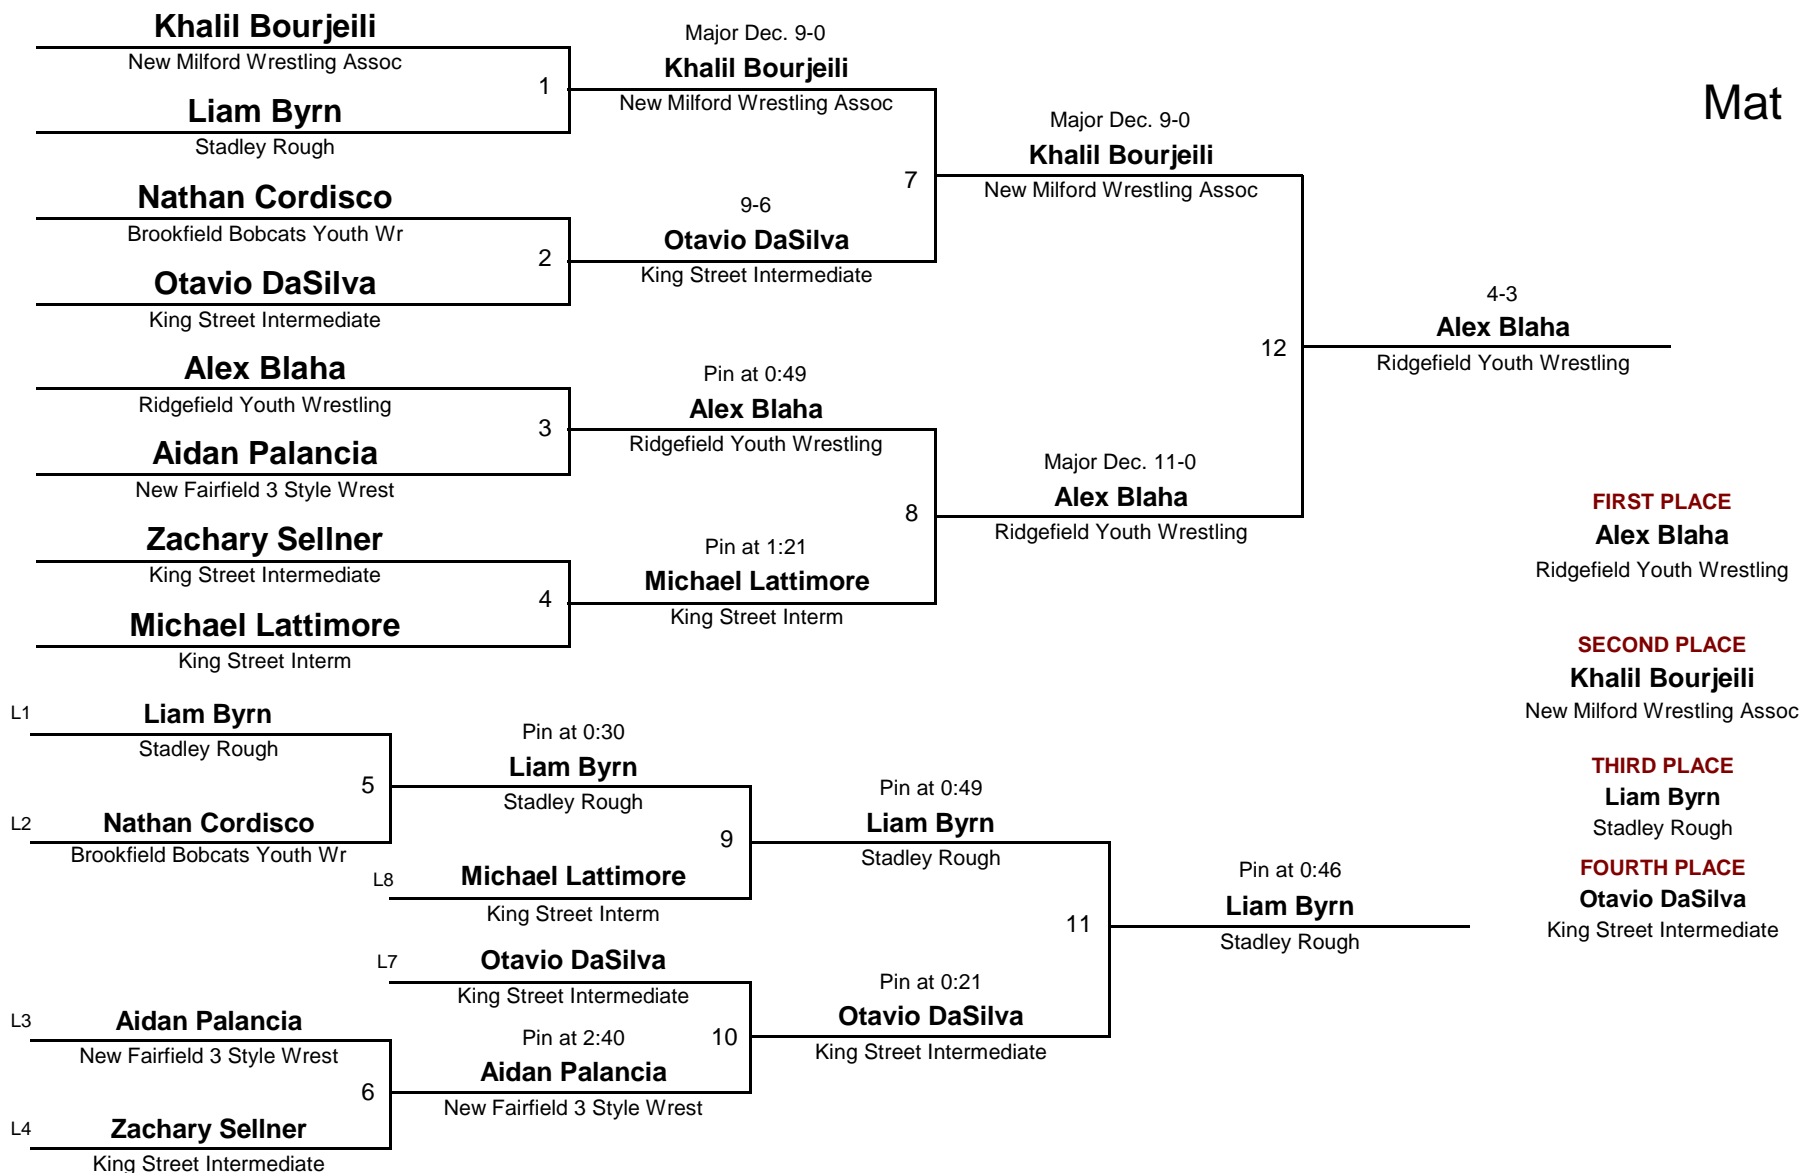 Khalil Bourjeili
New Milford Wrestling Assoc
1
Liam Byrn
Stadley Rough
Nathan Cordisco
Brookfield Bobcats Youth Wr
2
Otavio DaSilva
King Street Intermediate
Alex Blaha
Ridgefield Youth Wrestling
3
Aidan Palancia
New Fairfield 3 Style Wrest
Zachary Sellner
King Street Intermediate
4
Michael Lattimore
King Street Interm
Major Dec. 9-0
Khalil Bourjeili
New Milford Wrestling Assoc
7
9-6
Otavio DaSilva
King Street Intermediate
Pin at 0:49
Alex Blaha
Ridgefield Youth Wrestling
8
Pin at 1:21
Michael Lattimore
King Street Interm
Major Dec. 9-0
Khalil Bourjeili
New Milford Wrestling Assoc
12
Major Dec. 11-0
Alex Blaha
Ridgefield Youth Wrestling
4-3
Alex Blaha
Ridgefield Youth Wrestling
Mat
FIRST PLACE
Alex Blaha
Ridgefield Youth Wrestling
SECOND PLACE
Khalil Bourjeili
New Milford Wrestling Assoc
THIRD PLACE
Liam Byrn
Stadley Rough
FOURTH PLACE
Otavio DaSilva
King Street Intermediate
L1
Liam Byrn
Stadley Rough
5
L2
Nathan Cordisco
Brookfield Bobcats Youth Wr
L3
Aidan Palancia
New Fairfield 3 Style Wrest
6
L4
Zachary Sellner
King Street Intermediate
Pin at 0:30
Liam Byrn
Stadley Rough
9
L8
Michael Lattimore
King Street Interm
L7
Otavio DaSilva
King Street Intermediate
10
Pin at 2:40
Aidan Palancia
New Fairfield 3 Style Wrest
Pin at 0:49
Liam Byrn
Stadley Rough
11
Pin at 0:21
Otavio DaSilva
King Street Intermediate
Pin at 0:46
Liam Byrn
Stadley Rough